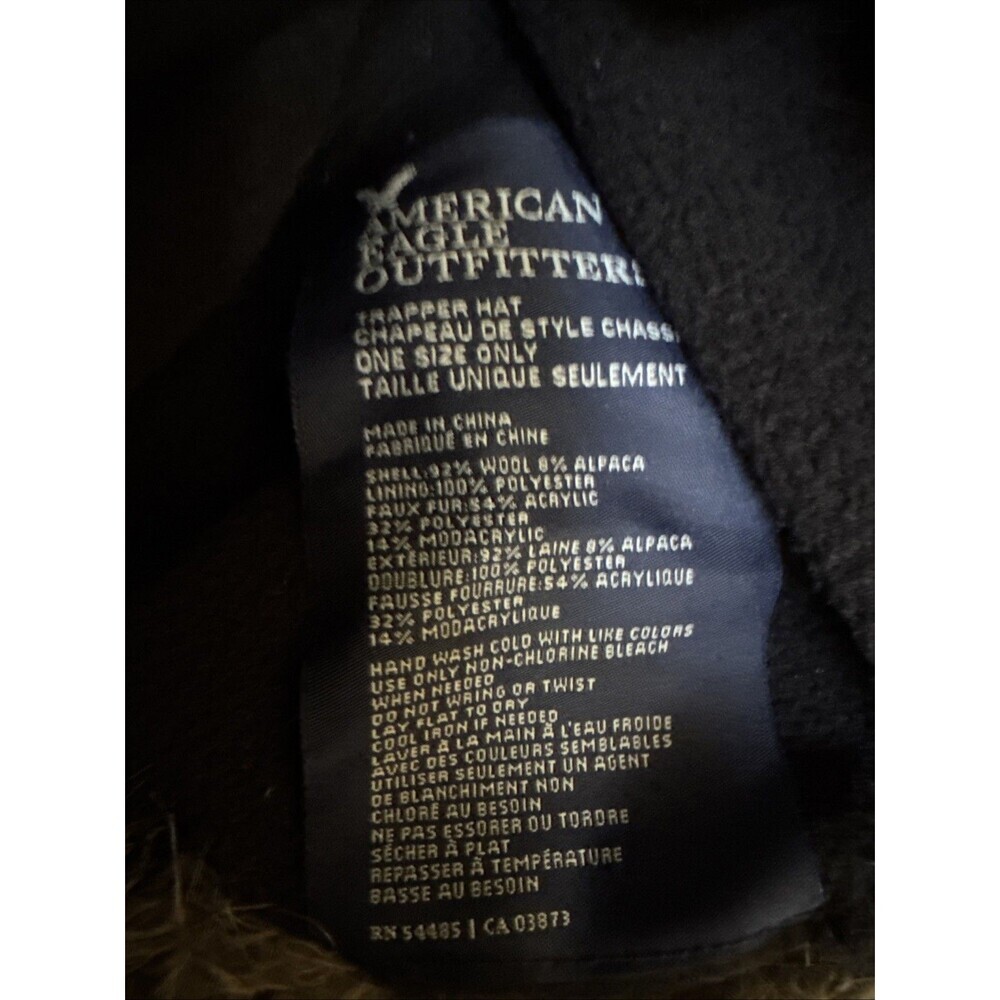 AMERICAN
EAGLE
OUTFITTERS
TRAPPER HAT
CHAPEAU DE STYLE CHASS
ONE SIZE ONLY
TAILLE UNIQUE SEULEMENT
MADE IN CHINA
FABRIQUE EN CHINE
SHELL:92% WOOL 8% ALPACA
LINING:100% POLYESTER
FAUX FUR:54% ACRYLIC
32% POLYESTER
14% MODACRYLIC
EXTÉRIEUR:92% LAINE 8% ALPACA
DOUBLURE:100% POLYESTER
FAUSSE FOURRURE:54% ACRYLIQUE
32% POLYESTER
14% MODACRYLIQUE
HAND WASH COLD WITH LIKE COLORS
USE ONLY NON-CHLORINE BLEACH
WHEN NEEDED
DO NOT WRING OR TWIST
LAY FLAT TO DRY
COOL IRON IF NEEDED
LAVER À LA MAIN À L'EAU FROIDE
AVEC DES COULEURS SEMBLABLES
UTILISER SEULEMENT UN AGENT
DE BLANCHIMENT NON
CHLORÉ AU BESOIN
NE PAS ESSORER OU TORDRE
SÉCHER À PLAT
REPASSER À TEMPÉRATURE
BASSE AU BESOIN
RN 54485 | CA 03873